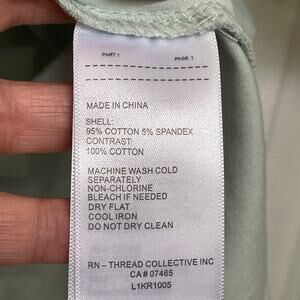 PART 1 PAGE 1
MADE IN CHINA
SHELL:
95% COTTON 5% SPANDEX
CONTRAST:
100% COTTON
MACHINE WASH COLD
SEPARATELY
NON-CHLORINE
BLEACH IF NEEDED
DRY FLAT
COOL IRON
DO NOT DRY CLEAN
RN – THREAD COLLECTIVE INC
CA # 07465
L1KR1005